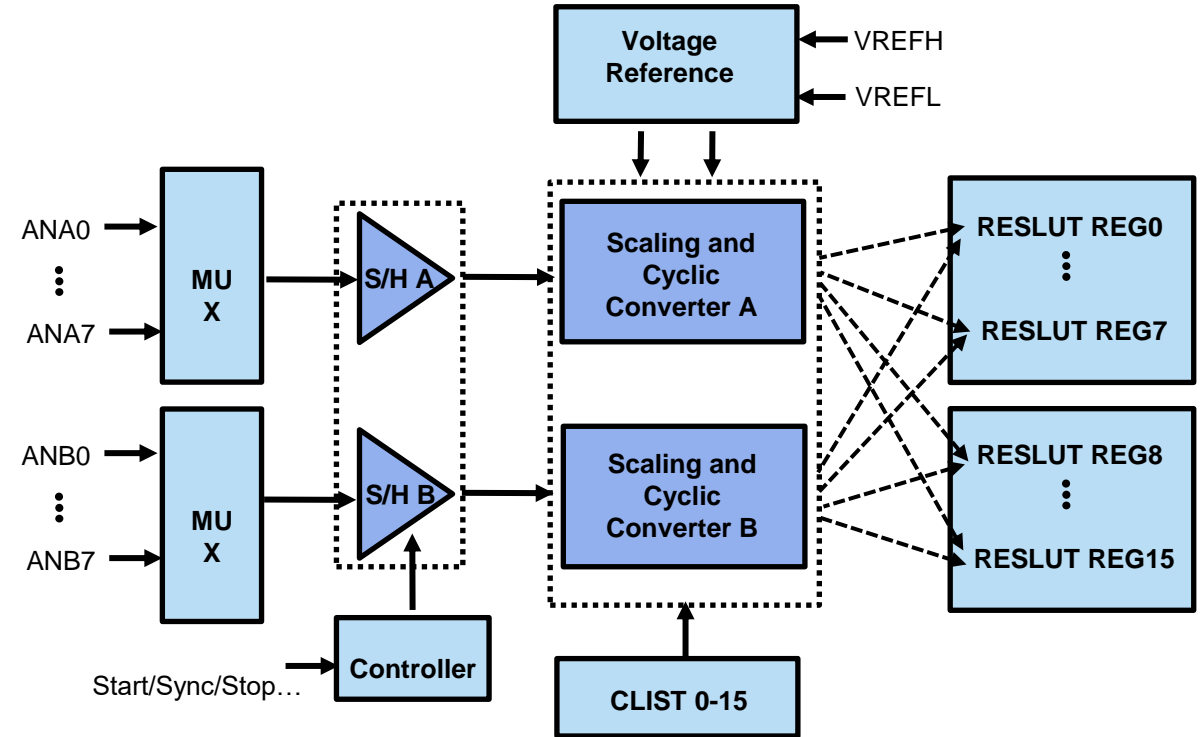 Voltage
Reference
VREFH
VREFL
ANA0
ANA7
MU
X
S/H A
Scaling and
Cyclic
Converter A
RESLUT REG0
RESLUT REG7
ANB0
ANB7
MU
X
S/H B
Scaling and
Cyclic
Converter B
RESLUT REG8
RESLUT REG15
Start/Sync/Stop…
Controller
CLIST 0-15